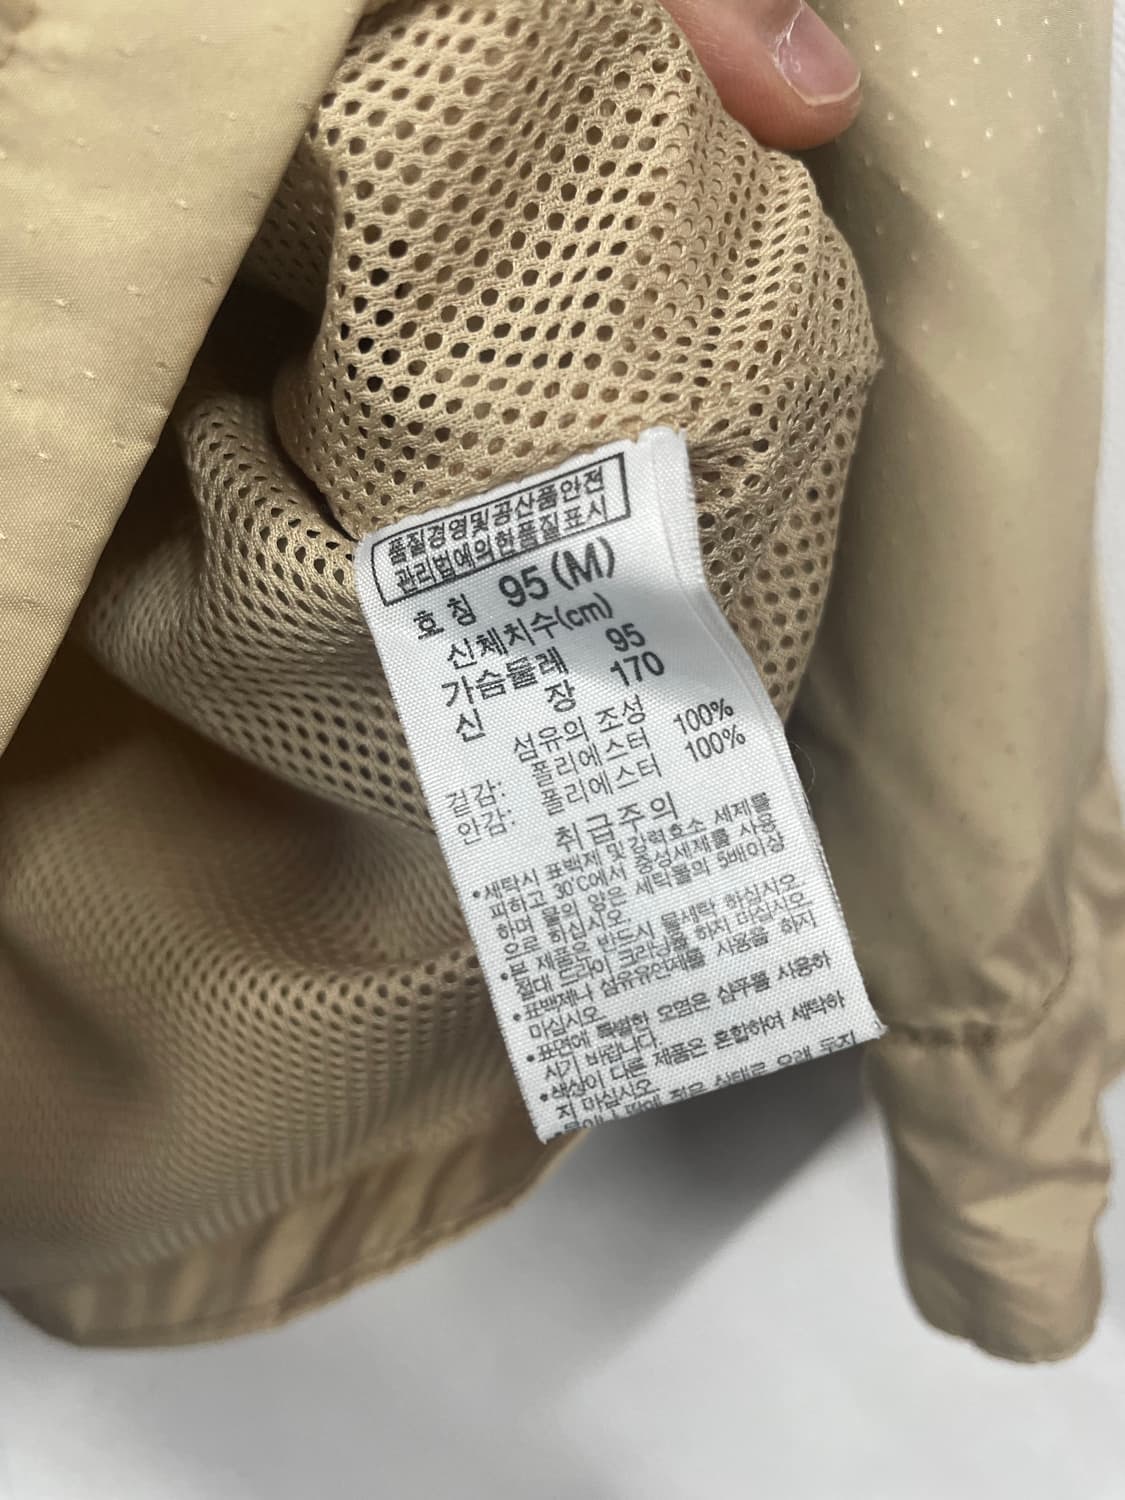 품질경영및공산품안전
관리법에의한품질표시
호칭 95(M)
신체치수(cm)
가슴둘레 95
신장 170
섬유의 조성
겉감: 폴리에스터 100%
안감: 폴리에스터 100%
취급주의
•세탁시 표백제 및 강력효소 세제를
피하고 30℃에서 중성세제를 사용
하며 물의 양은 세탁물의 5배이상
으로 하십시오.
•본 제품은 반드시 물세탁 하십시오.
절대 드라이 크리닝을 하지 마십시오.
•표백제나 섬유유연제를 사용을 하지
마십시오.
•표면에 특별한 오염은 샴푸를 사용하
시기 바랍니다.
•색상이 다른 제품은 혼합하여 세탁하
지 마십시오
젖은 상태로 오래 두지